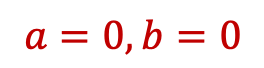 a = 0, b = 0